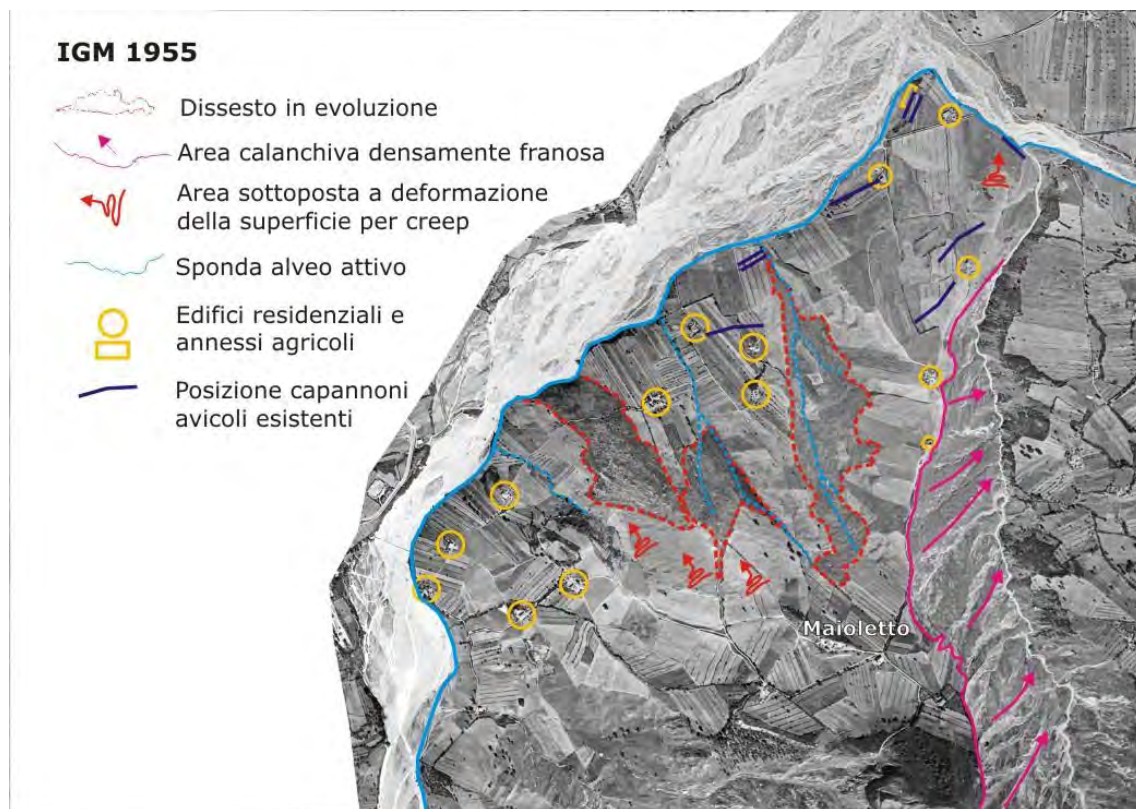 IGM 1955
Dissesto in evoluzione
Area calanchiva densamente franosa
Area sottoposta a deformazione
della superficie per creep
Sponda alveo attivo
Edifici residenziali e
annessi agricoli
Posizione capannoni
avicoli esistenti
Maioletto